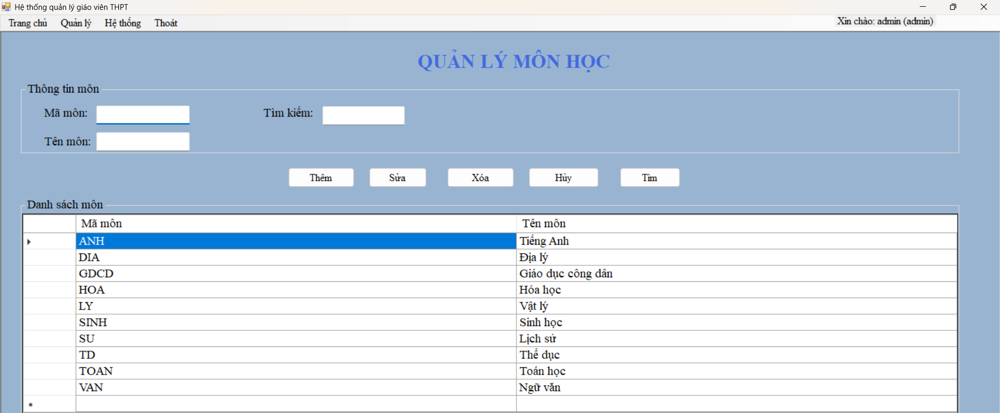 Hệ thống quản lý giáo viên THPT
Trang chủ Quản lý Hệ thống Thoát Xin chào: admin (admin)
QUẢN LÝ MÔN HỌC
Thông tin môn
Mã môn: Tìm kiếm:
Tên môn:
Thêm Sửa Xóa Hủy Tìm
Danh sách môn
Mã môn Tên môn
ANH Tiếng Anh
DIA Địa lý
GDCD Giáo dục công dân
HOA Hóa học
LY Vật lý
SINH Sinh học
SU Lịch sử
TD Thể dục
TOAN Toán học
VAN Ngữ văn